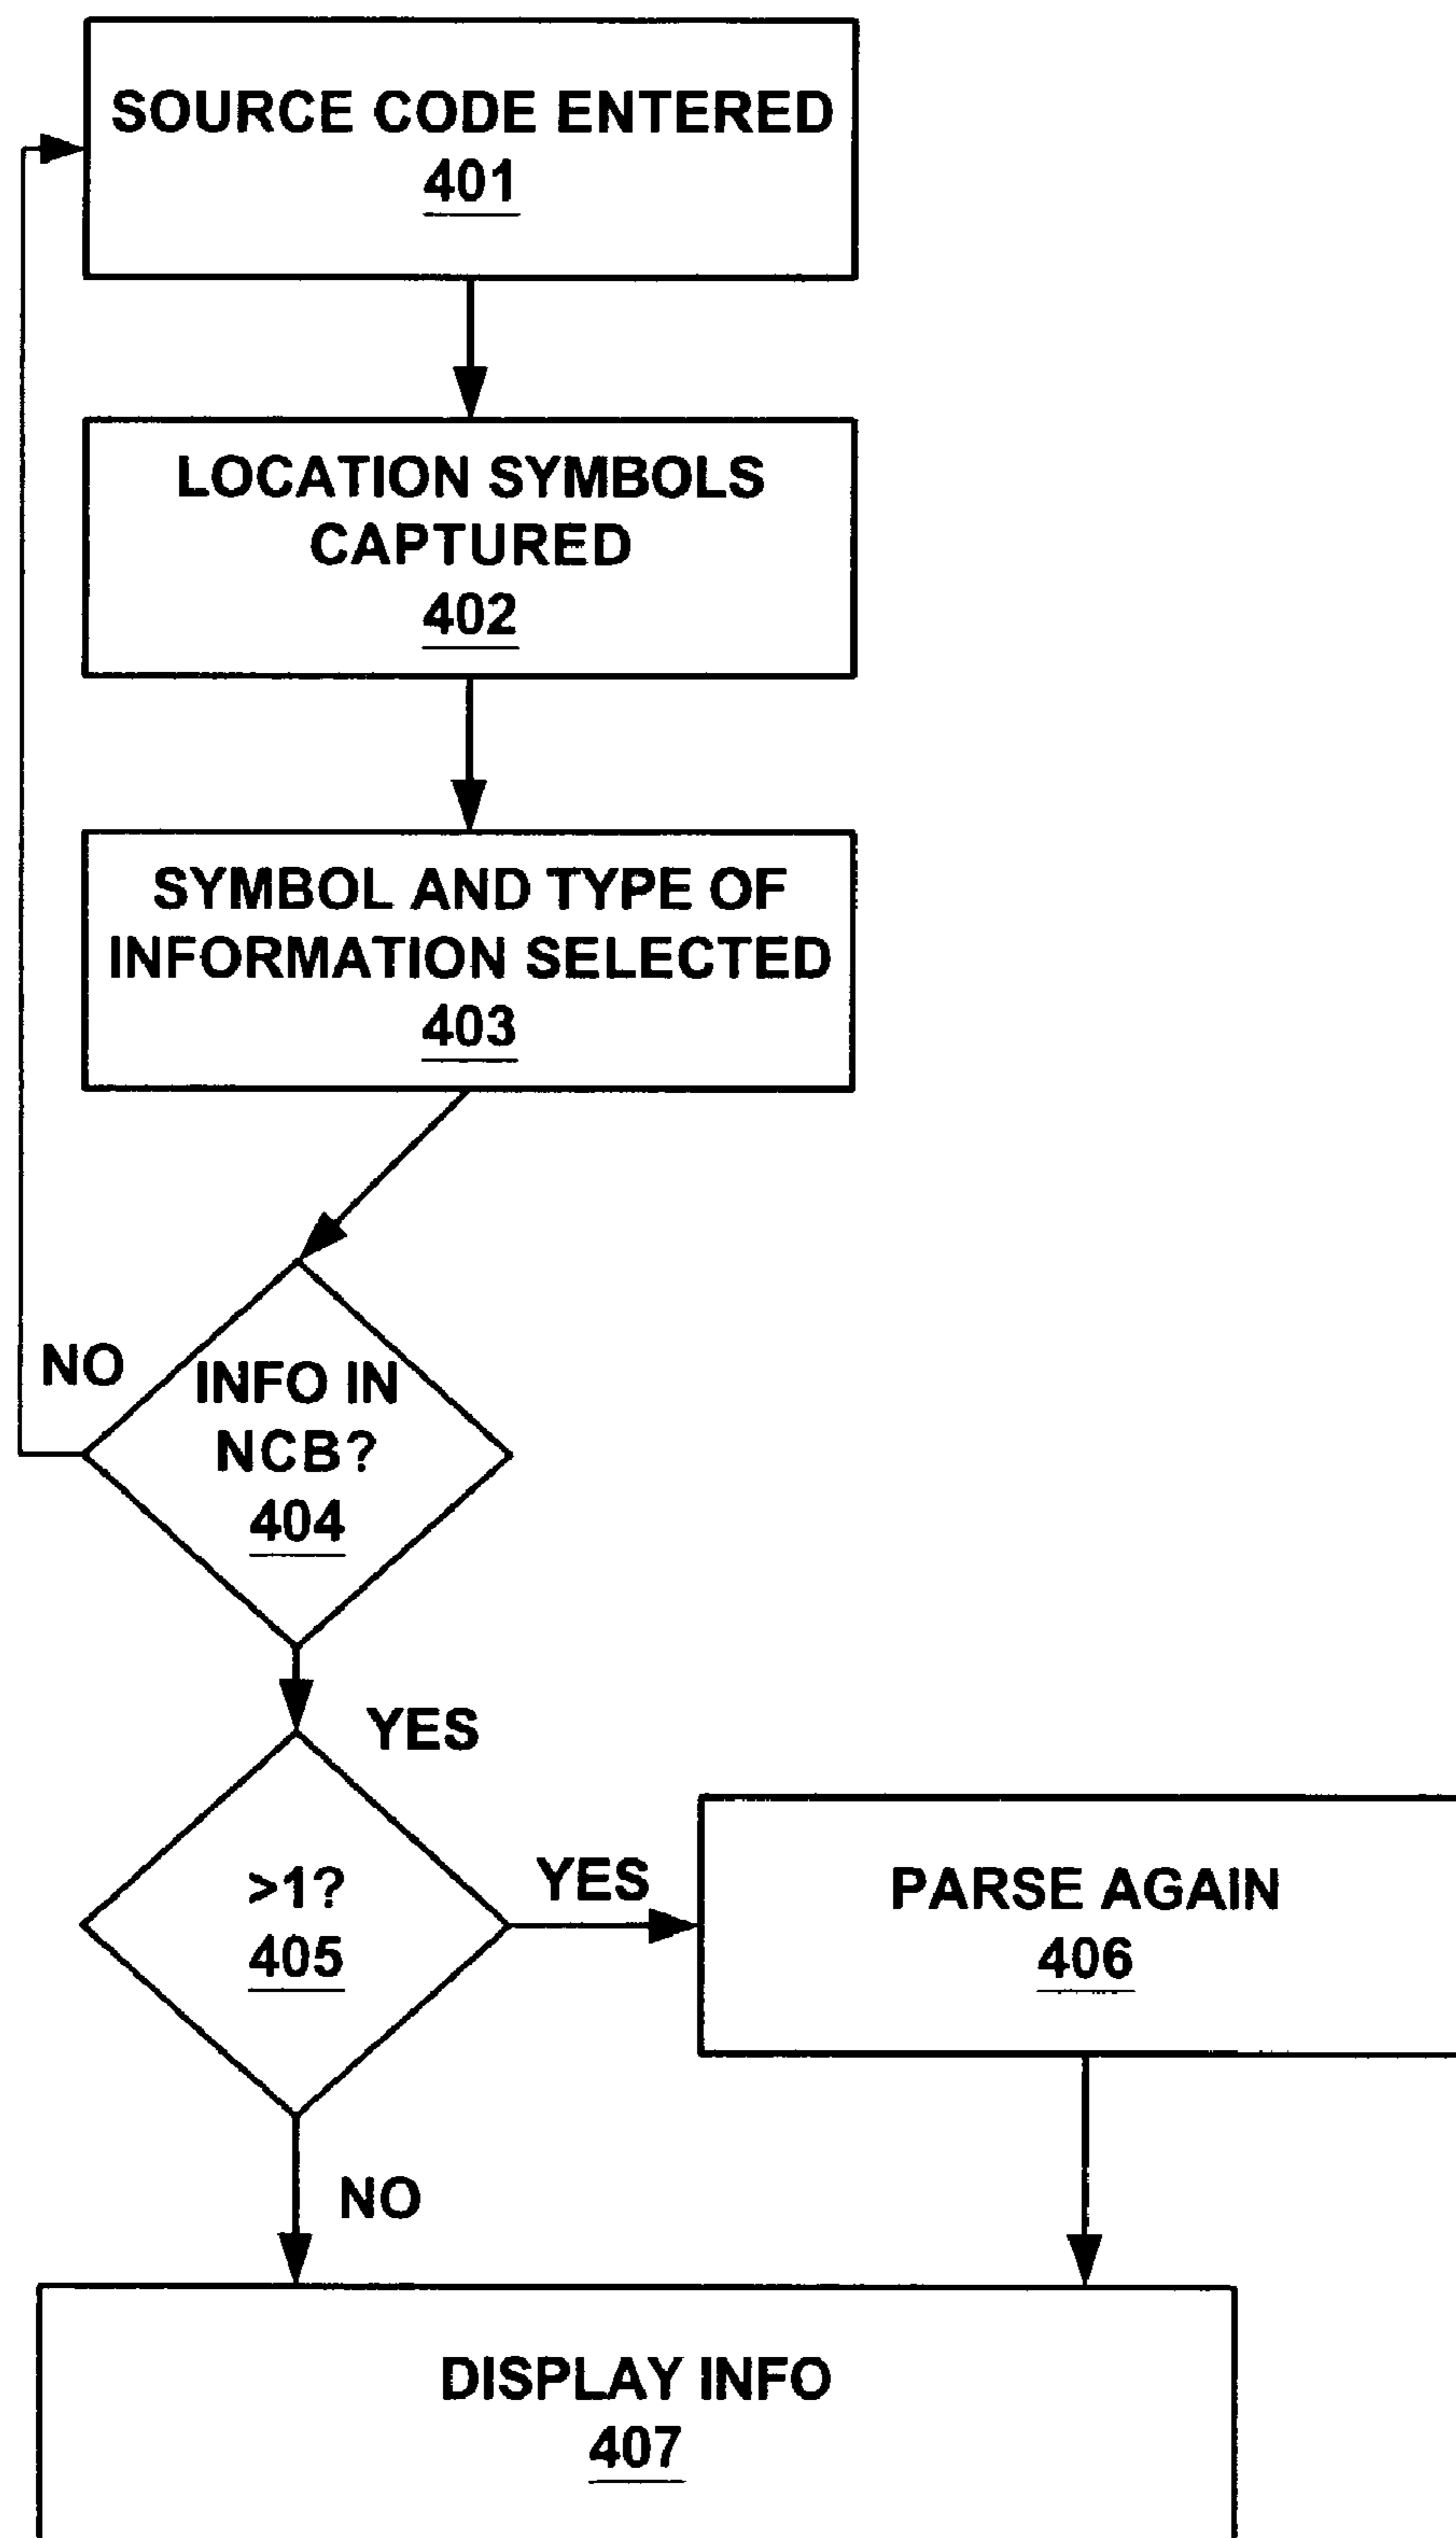 SOURCE CODE ENTERED
401
LOCATION SYMBOLS
CAPTURED
402
SYMBOL AND TYPE OF
INFORMATION SELECTED
403
NO
INFO IN
NCB?
404
YES
>1?
405
YES
PARSE AGAIN
406
NO
DISPLAY INFO
407